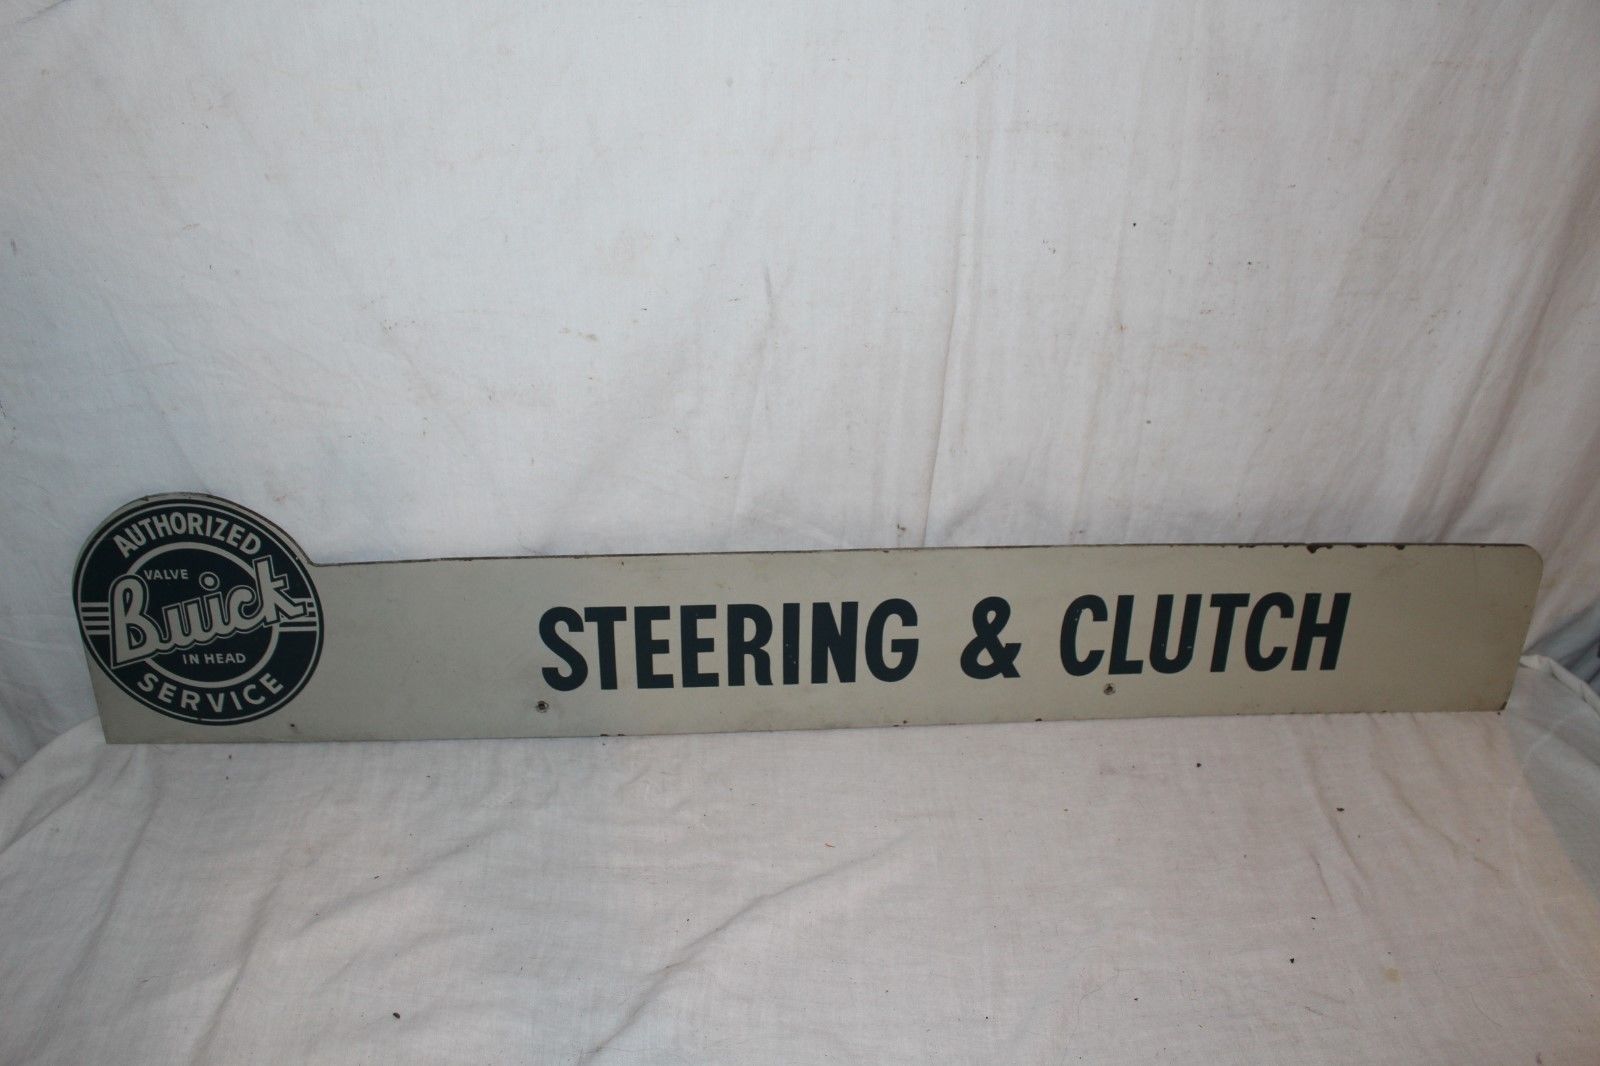 AUTHORIZED
VALVE
Buick
IN HEAD
SERVICE
STEERING & CLUTCH